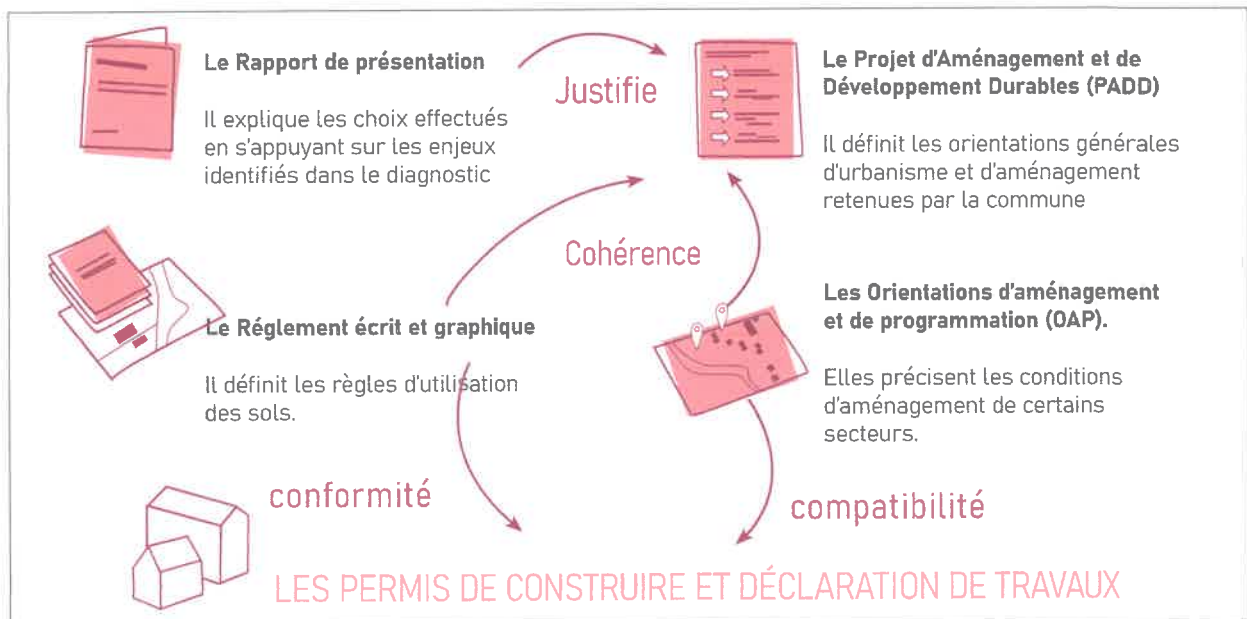 Le Rapport de présentation
Il explique les choix effectués
en s'appuyant sur les enjeux
identifiés dans le diagnostic
Justifie
Le Projet d'Aménagement et de
Développement Durables (PADD)
Il définit les orientations générales
d'urbanisme et d'aménagement
retenues par la commune
Cohérence
Le Réglement écrit et graphique
Il définit les règles d'utilisation
des sols.
Les Orientations d'aménagement
et de programmation (OAP).
Elles précisent les conditions
d'aménagement de certains
secteurs.
conformité
compatibilité
LES PERMIS DE CONSTRUIRE ET DÉCLARATION DE TRAVAUX